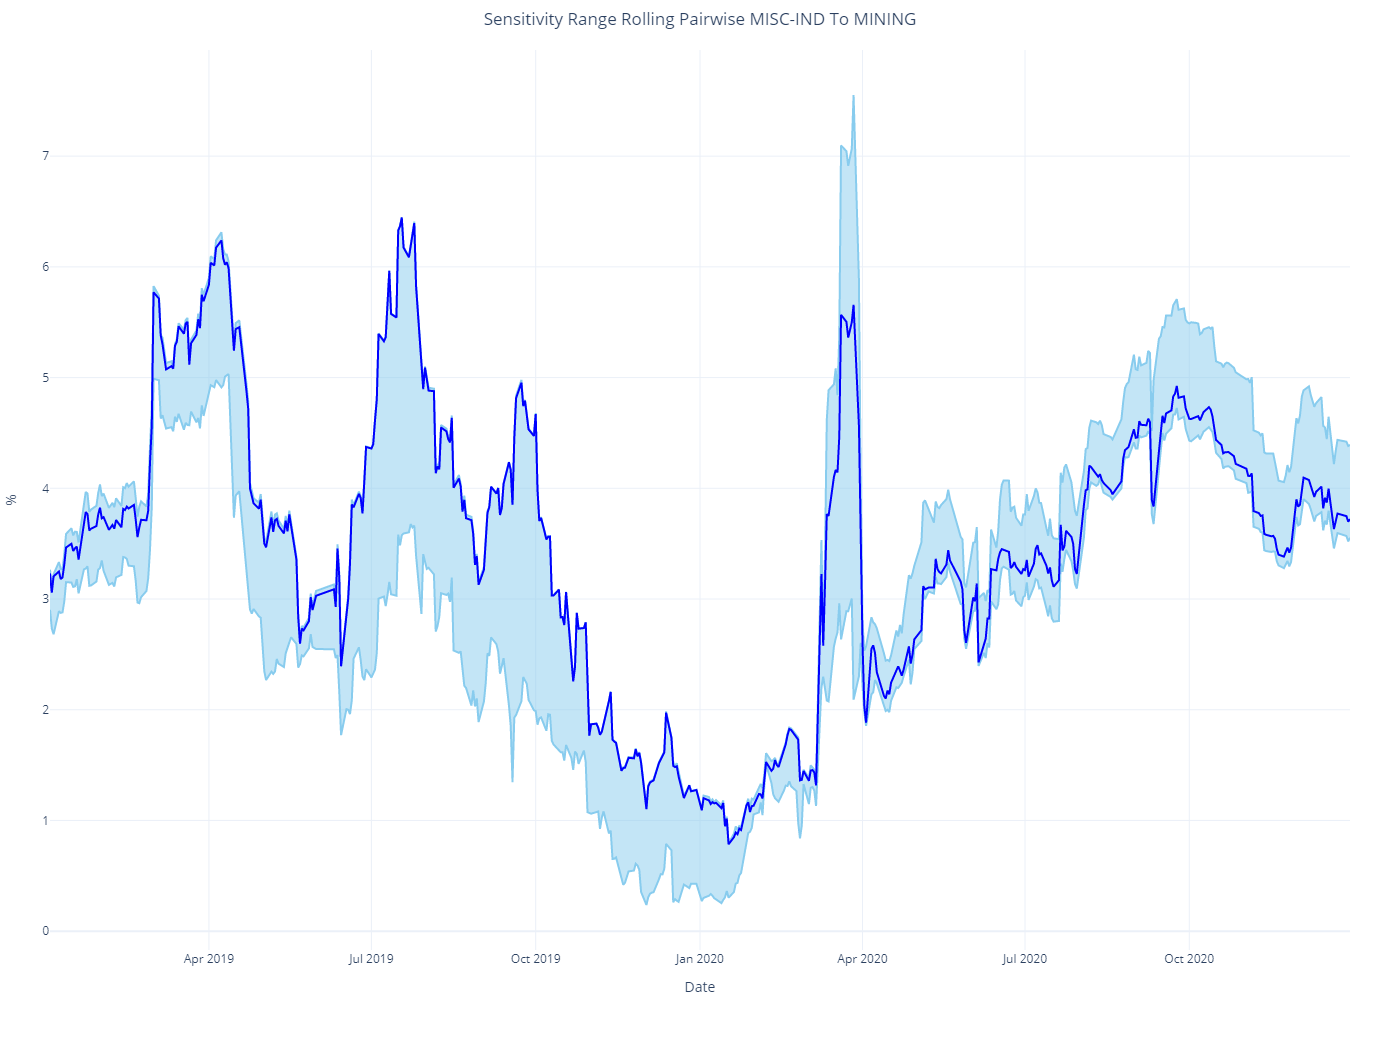 Sensitivity Range Rolling Pairwise MISC-IND To MINING
7
6
5
4
3
2
1
0
%
Apr 2019
Jul 2019
Oct 2019
Jan 2020
Apr 2020
Jul 2020
Oct 2020
Date